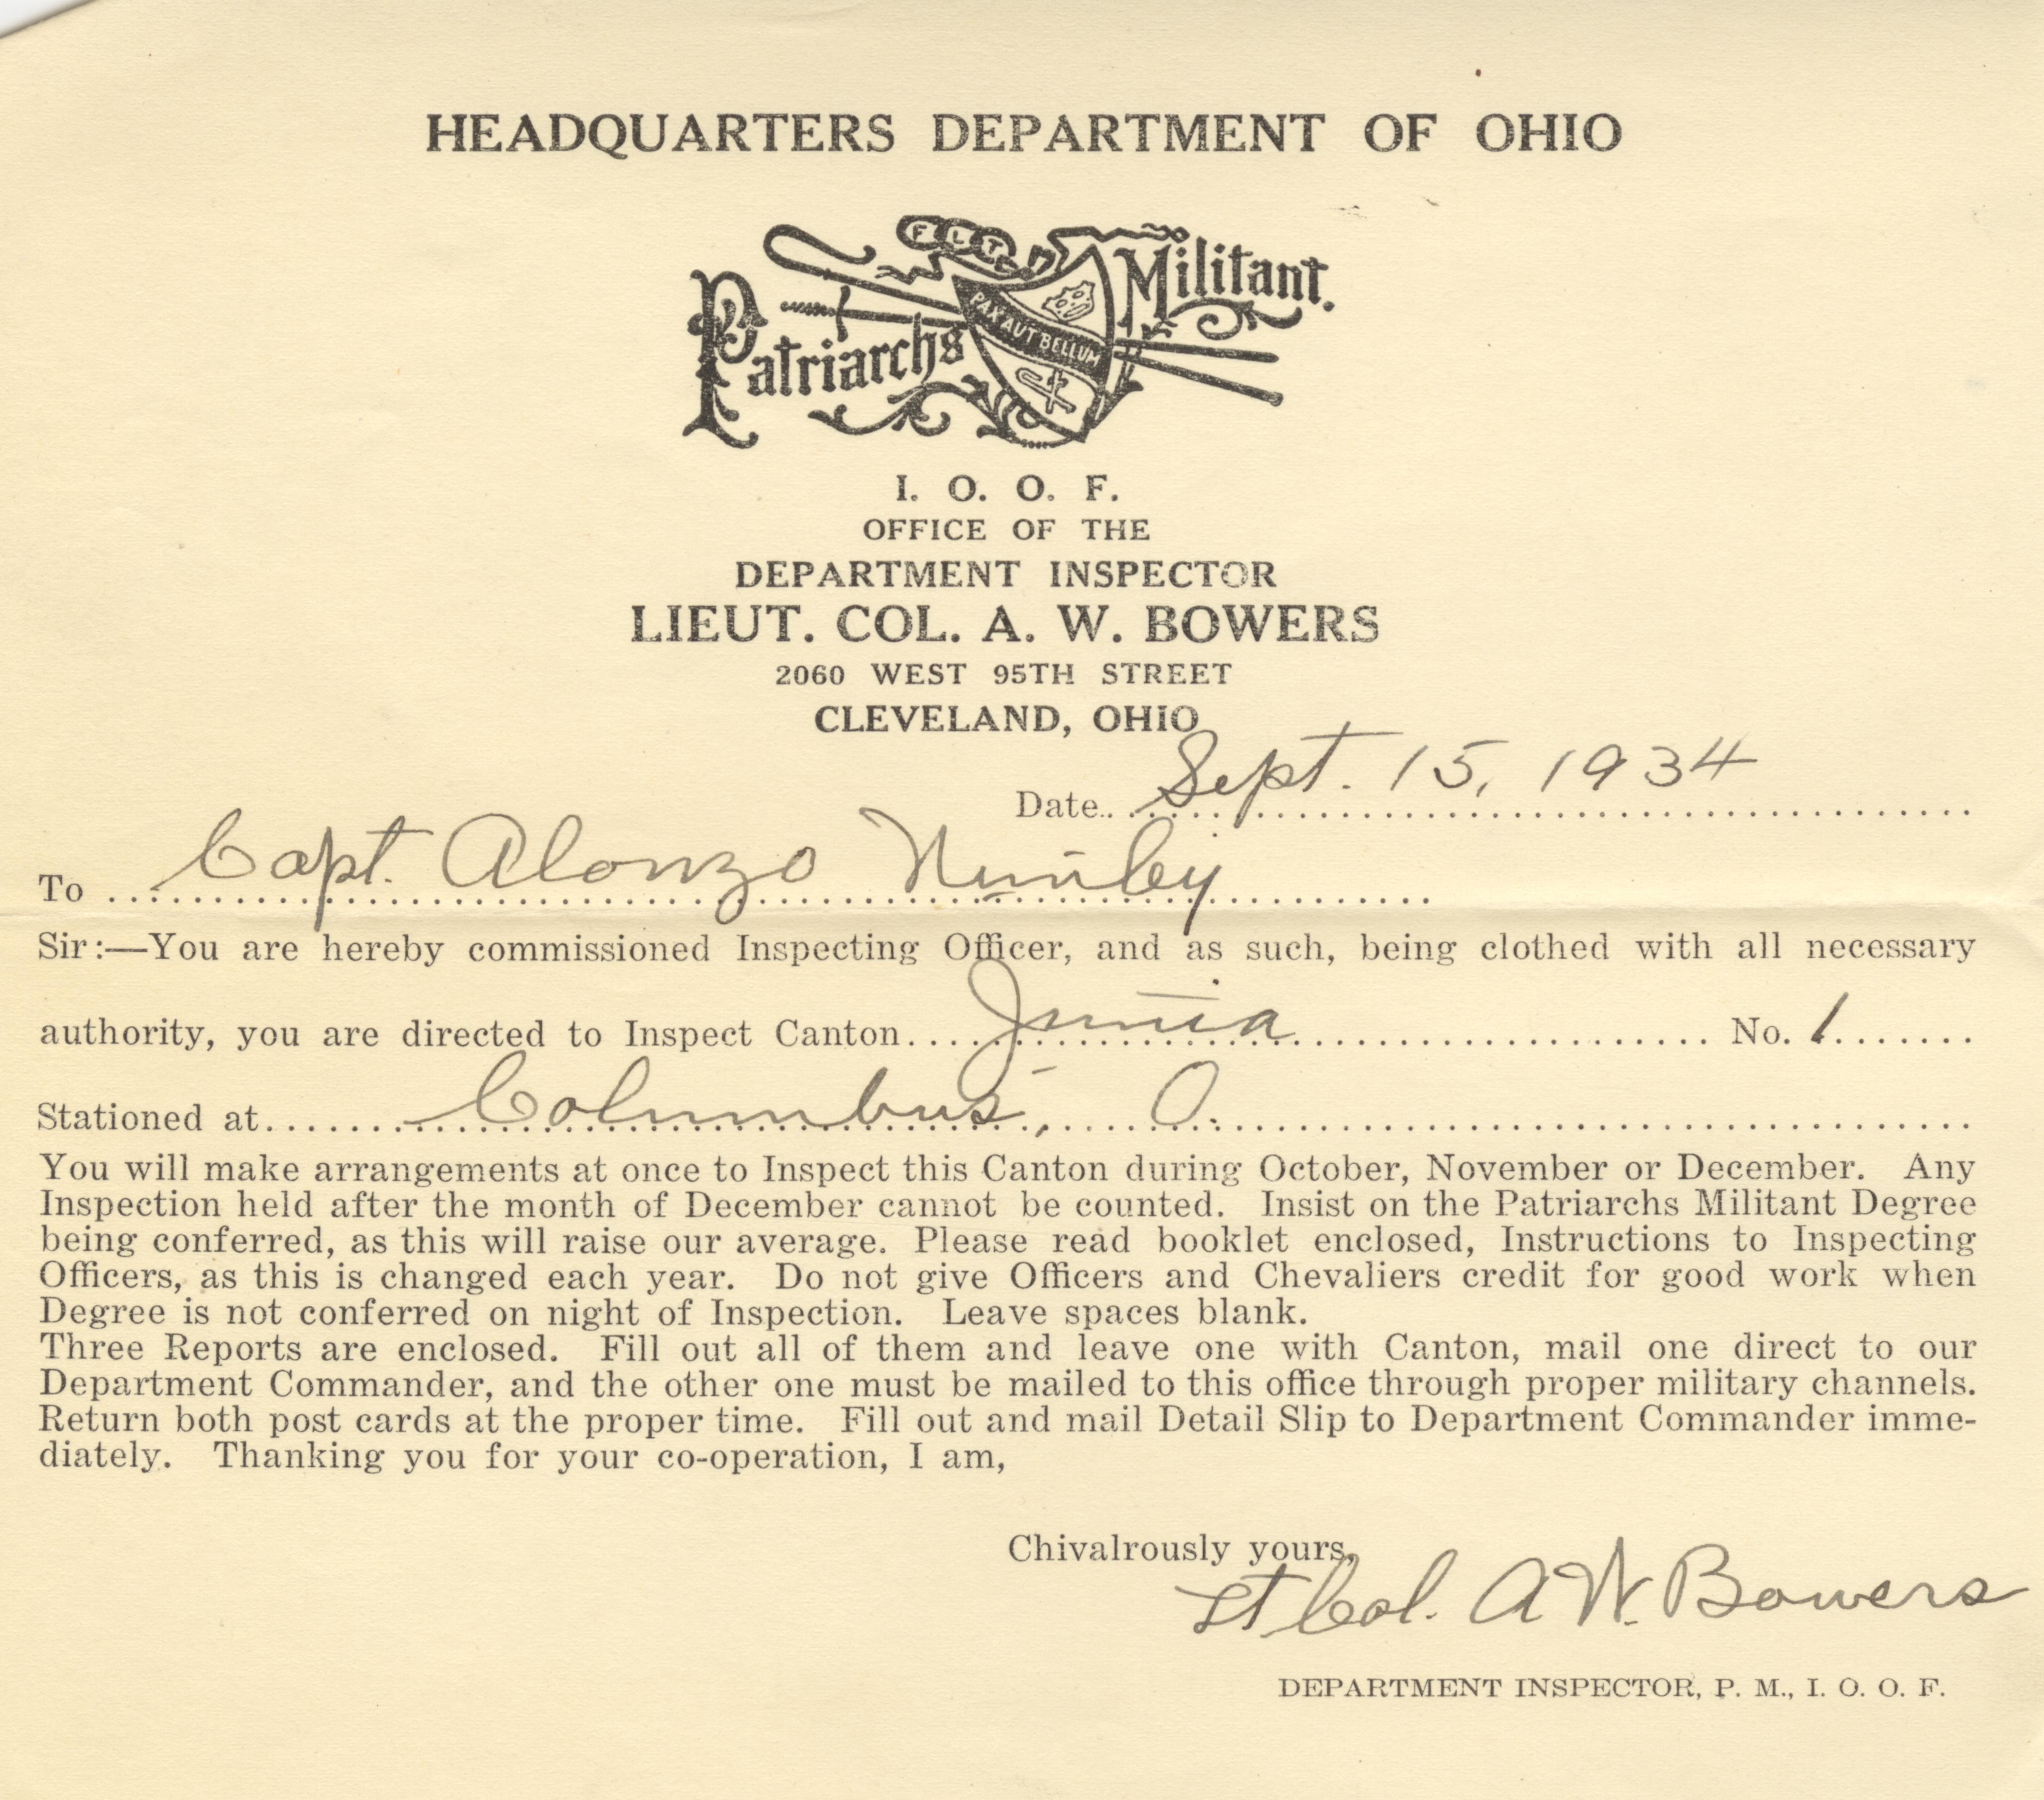 HEADQUARTERS DEPARTMENT OF OHIO
F L T
Patriarchs Militant.
PAX AUT BELLUM
I. O. O. F.
OFFICE OF THE
DEPARTMENT INSPECTOR
LIEUT. COL. A. W. BOWERS
2060 WEST 95TH STREET
CLEVELAND, OHIO
Date.. Sept. 15, 1934
To Capt. Alonzo
Sir:—You are hereby commissioned Inspecting Officer, and as such, being clothed with all necessary
authority, you are directed to Inspect Canton No. 1
Stationed at Columbus, O.
You will make arrangements at once to Inspect this Canton during October, November or December. Any
Inspection held after the month of December cannot be counted. Insist on the Patriarchs Militant Degree
being conferred, as this will raise our average. Please read booklet enclosed, Instructions to Inspecting
Officers, as this is changed each year. Do not give Officers and Chevaliers credit for good work when
Degree is not conferred on night of Inspection. Leave spaces blank.
Three Reports are enclosed. Fill out all of them and leave one with Canton, mail one direct to our
Department Commander, and the other one must be mailed to this office through proper military channels.
Return both post cards at the proper time. Fill out and mail Detail Slip to Department Commander imme-
diately. Thanking you for your co-operation, I am,
Chivalrously yours,
Lt Col. A W. Bowers
DEPARTMENT INSPECTOR, P. M., I. O. O. F.